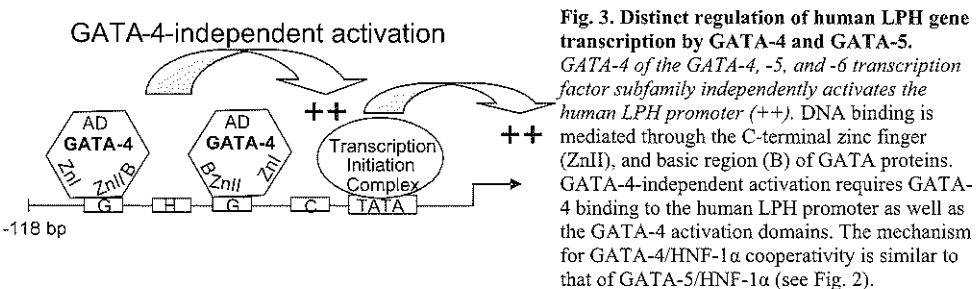 GATA-4-independent activation
++
++
AD
GATA-4
ZnI
ZnII
B
AD
GATA-4
B
ZnII
ZnI
Transcription
Initiation
Complex
G
H
G
C
TATA
-118 bp
Fig. 3. Distinct regulation of human LPH gene
transcription by GATA-4 and GATA-5.
GATA-4 of the GATA-4, -5, and -6 transcription
factor subfamily independently activates the
human LPH promoter (++). DNA binding is
mediated through the C-terminal zinc finger
(ZnII), and basic region (B) of GATA proteins.
GATA-4-independent activation requires GATA-
4 binding to the human LPH promoter as well as
the GATA-4 activation domains. The mechanism
for GATA-4/HNF-1α cooperativity is similar to
that of GATA-5/HNF-1α (see Fig. 2).